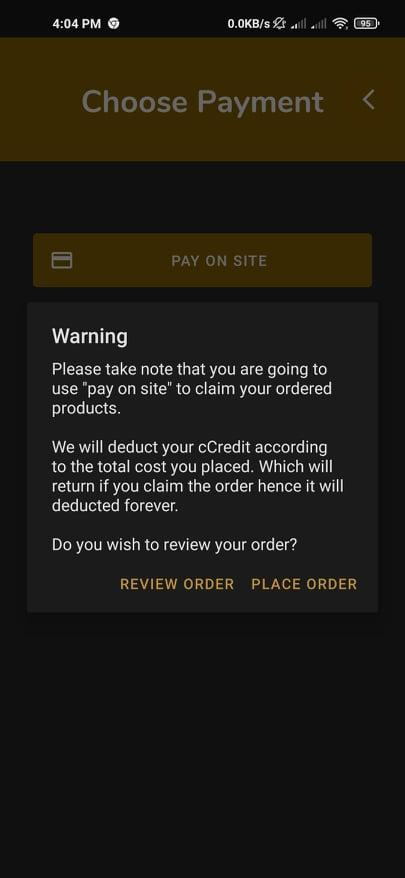 4:04 PM
0.0KB/s
95
Choose Payment
PAY ON SITE
Warning
Please take note that you are going to
use "pay on site" to claim your ordered
products.
We will deduct your cCredit according
to the total cost you placed. Which will
return if you claim the order hence it will
deducted forever.
Do you wish to review your order?
REVIEW ORDER PLACE ORDER